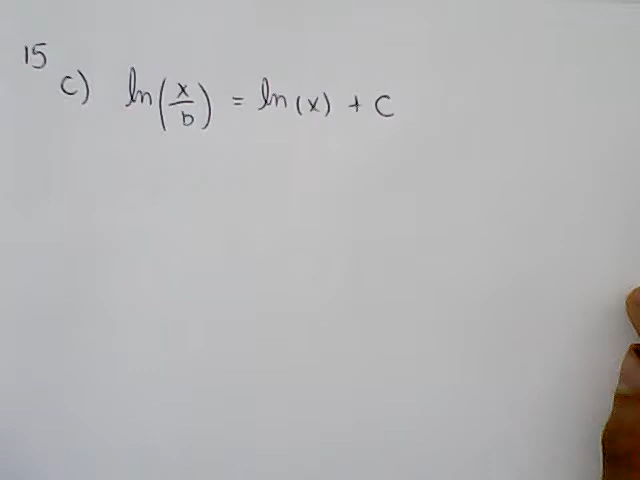 15
c) ln(x/b) = ln(x) + C